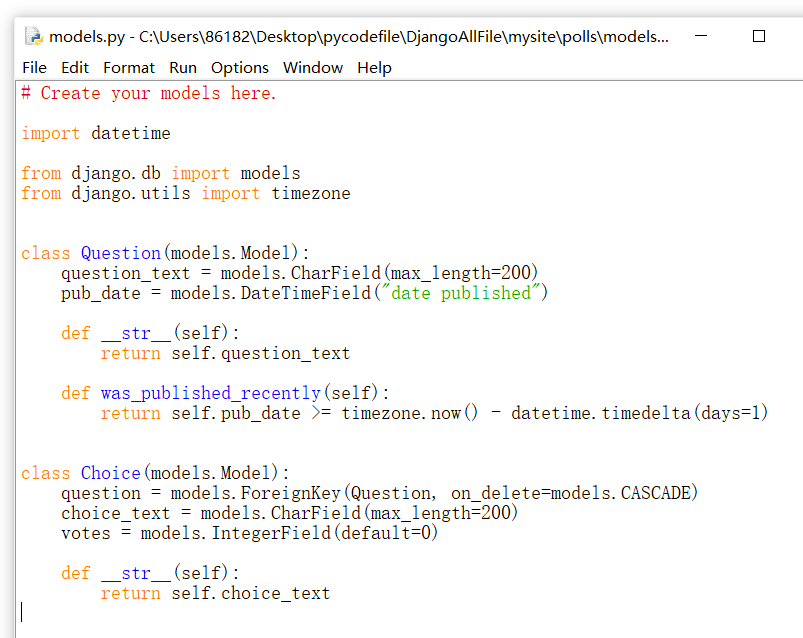 models.py - C:\Users\86182\Desktop\pycodefile\DjangoAllFile\mysite\polls\models...
File Edit Format Run Options Window Help
# Create your models here.
import datetime
from django.db import models
from django.utils import timezone
class Question(models.Model):
    question_text = models.CharField(max_length=200)
    pub_date = models.DateTimeField("date published")
    def __str__(self):
        return self.question_text
    def was_published_recently(self):
        return self.pub_date >= timezone.now() - datetime.timedelta(days=1)
class Choice(models.Model):
    question = models.ForeignKey(Question, on_delete=models.CASCADE)
    choice_text = models.CharField(max_length=200)
    votes = models.IntegerField(default=0)
    def __str__(self):
        return self.choice_text